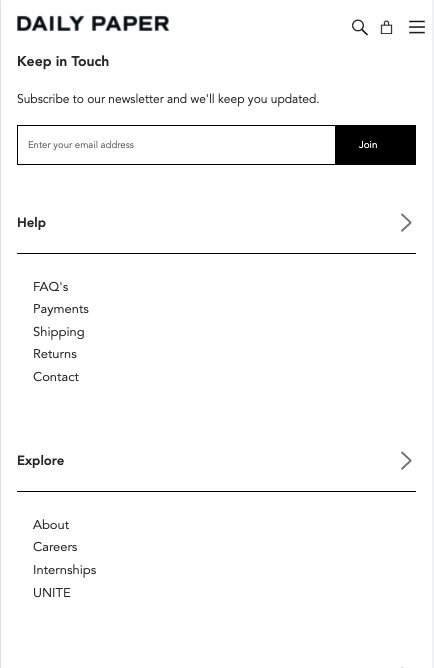 DAILY PAPER
Keep in Touch
Subscribe to our newsletter and we'll keep you updated.
Enter your email address
Join
Help
FAQ's
Payments
Shipping
Returns
Contact
Explore
About
Careers
Internships
UNITE